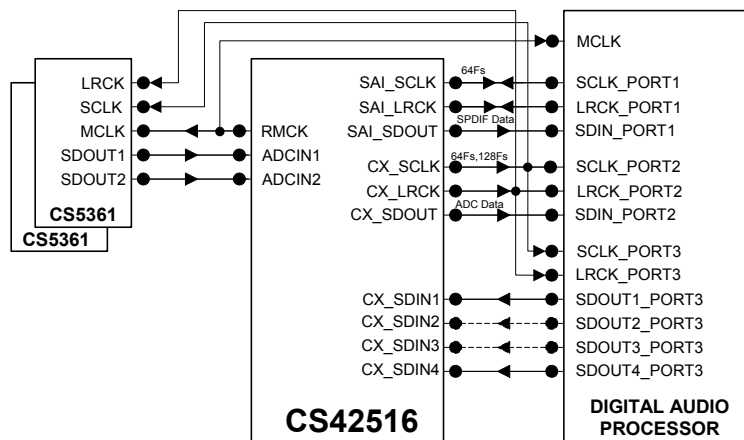 LRCK
SCLK
MCLK
SDOUT1
SDOUT2
CS5361
CS5361
RMCK
ADCIN1
ADCIN2
SAI_SCLK
SAI_LRCK
SAI_SDOUT
CX_SCLK
CX_LRCK
CX_SDOUT
CX_SDIN1
CX_SDIN2
CX_SDIN3
CX_SDIN4
CS42516
64Fs
SPDIF Data
64Fs,128Fs
ADC Data
MCLK
SCLK_PORT1
LRCK_PORT1
SDIN_PORT1
SCLK_PORT2
LRCK_PORT2
SDIN_PORT2
SCLK_PORT3
LRCK_PORT3
SDOUT1_PORT3
SDOUT2_PORT3
SDOUT3_PORT3
SDOUT4_PORT3
DIGITAL AUDIO
PROCESSOR